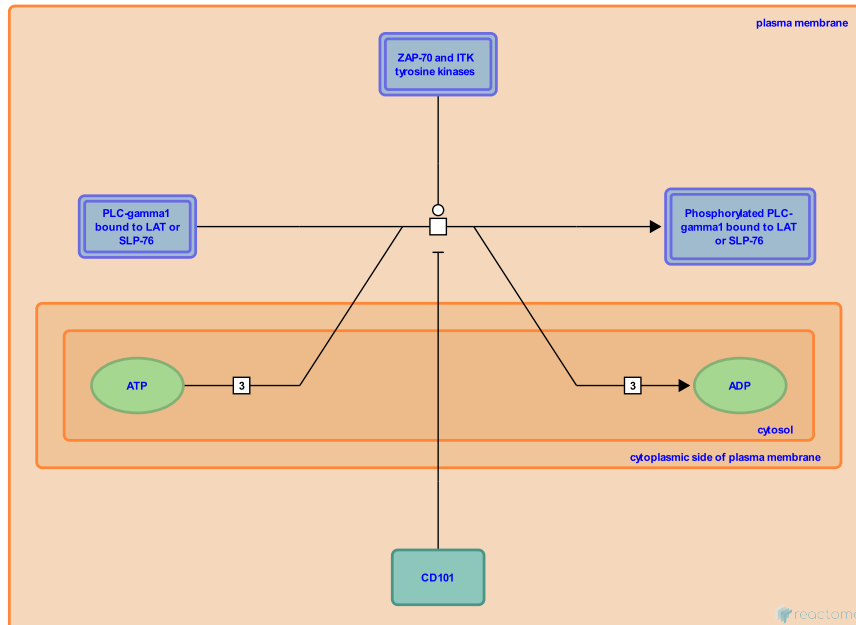 plasma membrane
ZAP-70 and ITK
tyrosine kinases
PLC-gamma1
bound to LAT or
SLP-76
Phosphorylated PLC-
gamma1 bound to LAT
or SLP-76
ATP
3
3
ADP
cytosol
cytoplasmic side of plasma membrane
CD101
reactome